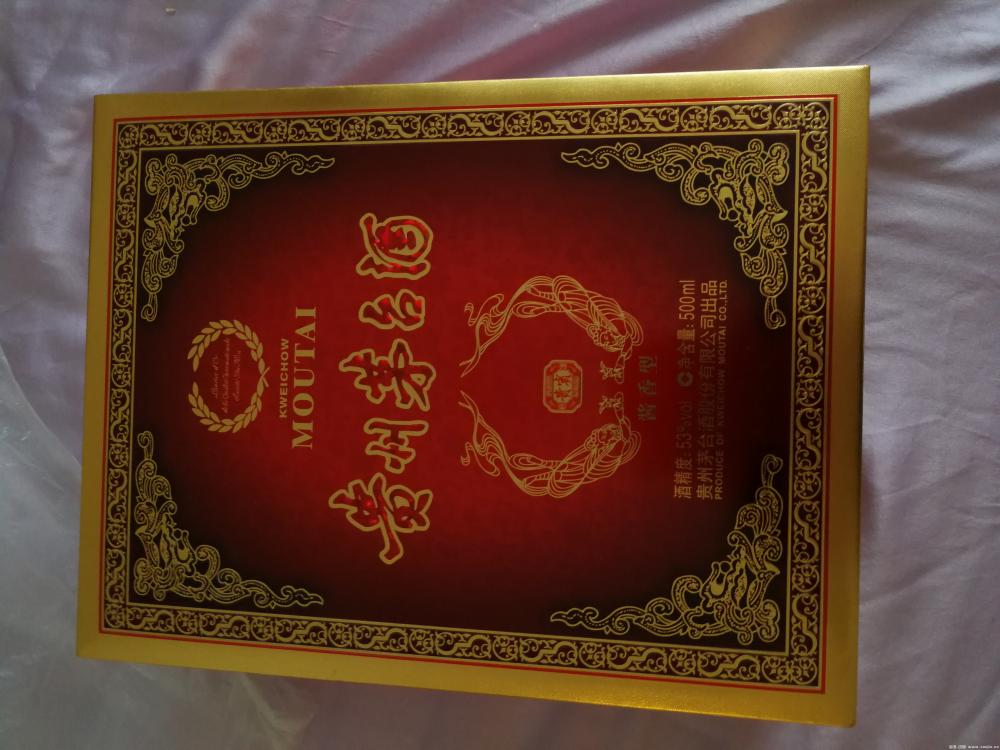 KWEICHOW
MOUTAI
贵州茅台酒
酱香型
酒精度: 53%vol 净含量: 500ml
贵州茅台酒股份有限公司出品
PRODUCE OF KWEICHOW MOUTAI CO.,LTD.